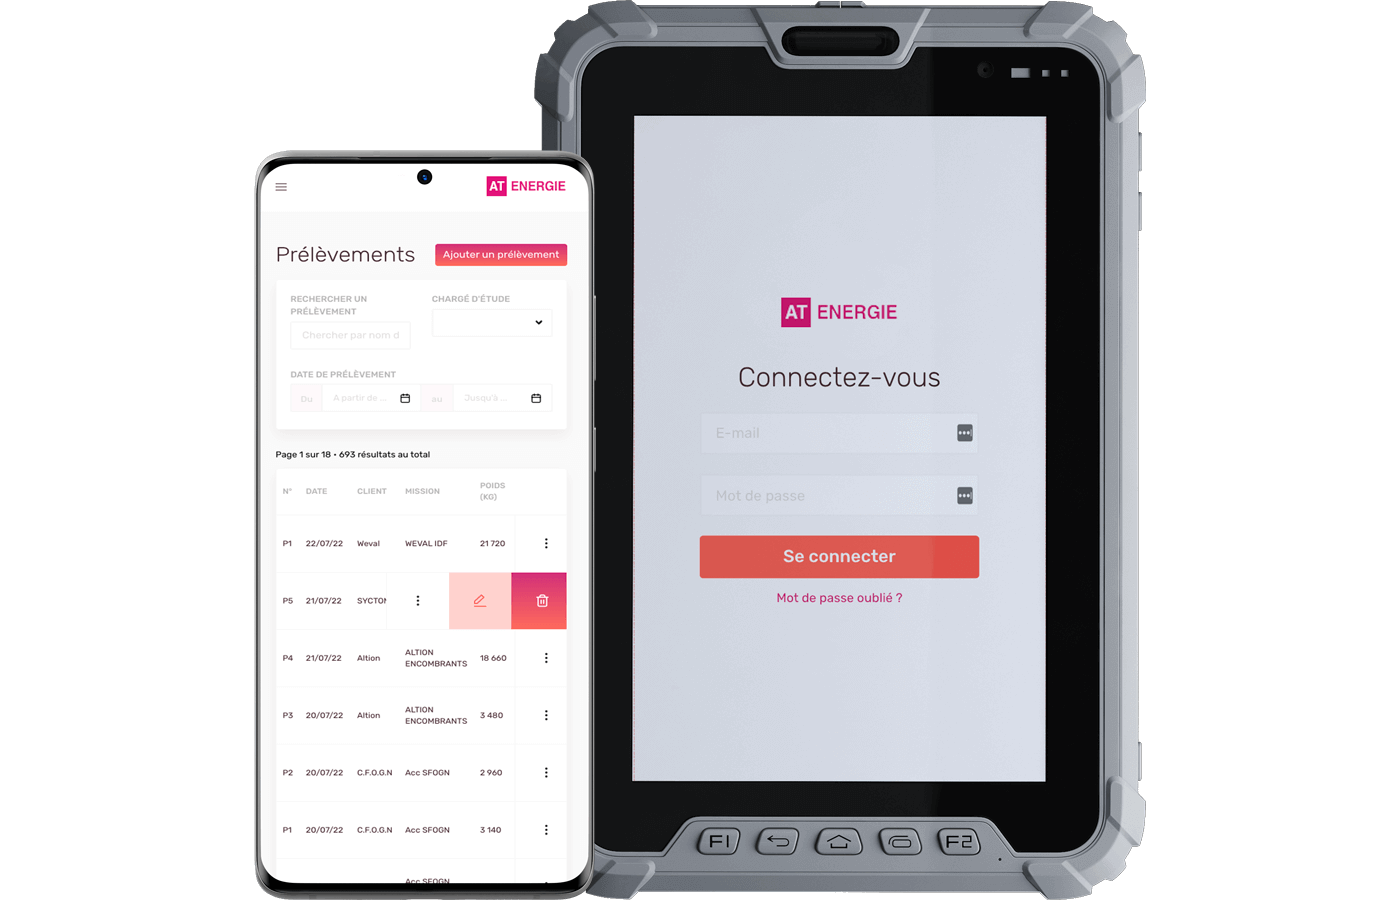 AT ENERGIE
Prélèvements
Ajouter un prélèvement
RECHERCHER UN
PRÉLÈVEMENT
CHARGÉ D'ÉTUDE
Chercher par nom d
DATE DE PRÉLÈVEMENT
Du
A partir de ...
au
Jusqu'à ...
Page 1 sur 18 • 693 résultats au total
N° DATE CLIENT MISSION POIDS
(KG)
P1 22/07/22 Weval WEVAL IDF 21 720
P5 21/07/22 SYCTO
P4 21/07/22 Altion ALTION
ENCOMBRANTS 18 660
P3 20/07/22 Altion ALTION
ENCOMBRANTS 3 480
P2 20/07/22 C.F.O.G.N Acc SFOGN 2 960
P1 20/07/22 C.F.O.G.N Acc SFOGN 3 140
Acc SFOGN
AT ENERGIE
Connectez-vous
E-mail
Mot de passe
Se connecter
Mot de passe oublié ?
F1
F2